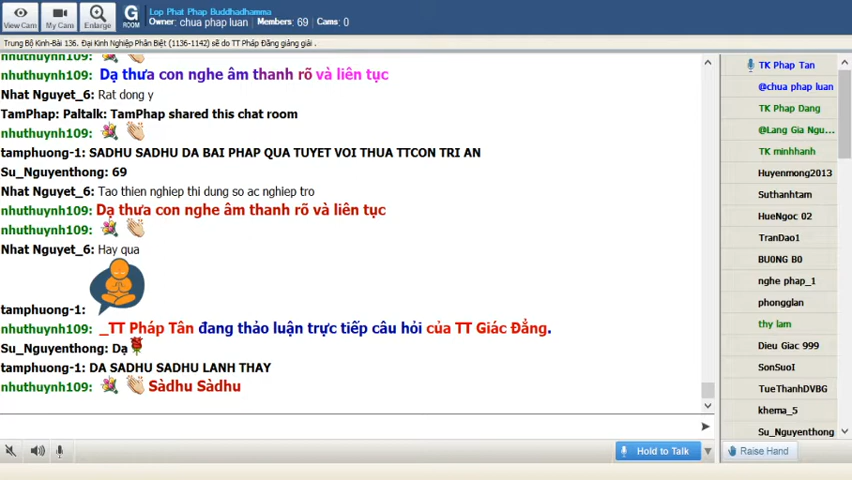 View Cam
My Cam
Enlarge
G
ROOM
Lop Phat Phap Buddhadhamma
Owner: chua phap luan Members: 69 Cams: 0
Trung Bộ Kinh-Bài 136. Đại Kinh Nghiệp Phân Biệt (1136-1142) sẽ do TT Pháp Đăng giảng giải .
nhuthuynh109:
nhuthuynh109: Dạ thưa con nghe âm thanh rõ và liên tục
Nhat Nguyet_6: Rat dong y
TamPhap: Paltalk: TamPhap shared this chat room
nhuthuynh109:
tamphuong-1: SADHU SADHU DA BAI PHAP QUA TUYET VOI THUA TTCON TRI AN
Su_Nguyenthong: 69
Nhat Nguyet_6: Tao thien nghiep thi dung so ac nghiep tro
nhuthuynh109: Dạ thưa con nghe âm thanh rõ và liên tục
nhuthuynh109:
Nhat Nguyet_6: Hay qua
tamphuong-1:
nhuthuynh109: _TT Pháp Tân đang thảo luận trực tiếp câu hỏi của TT Giác Đẳng.
Su_Nguyenthong: Dạ
tamphuong-1: DA SADHU SADHU LANH THAY
nhuthuynh109: Sàdhu Sàdhu
TK Phap Tan
@chua phap luan
TK Phap Dang
@Lang Gia Ngu...
TK minhhanh
Huyenmong2013
Suthanhtam
HueNgoc 02
TranDao1
BU0NG B0
nghe phap_1
phongglan
thy lam
Dieu Giac 999
SonSuoI
TueThanhDVBG
khema_5
Su_Nguyenthong
Hold to Talk
Raise Hand